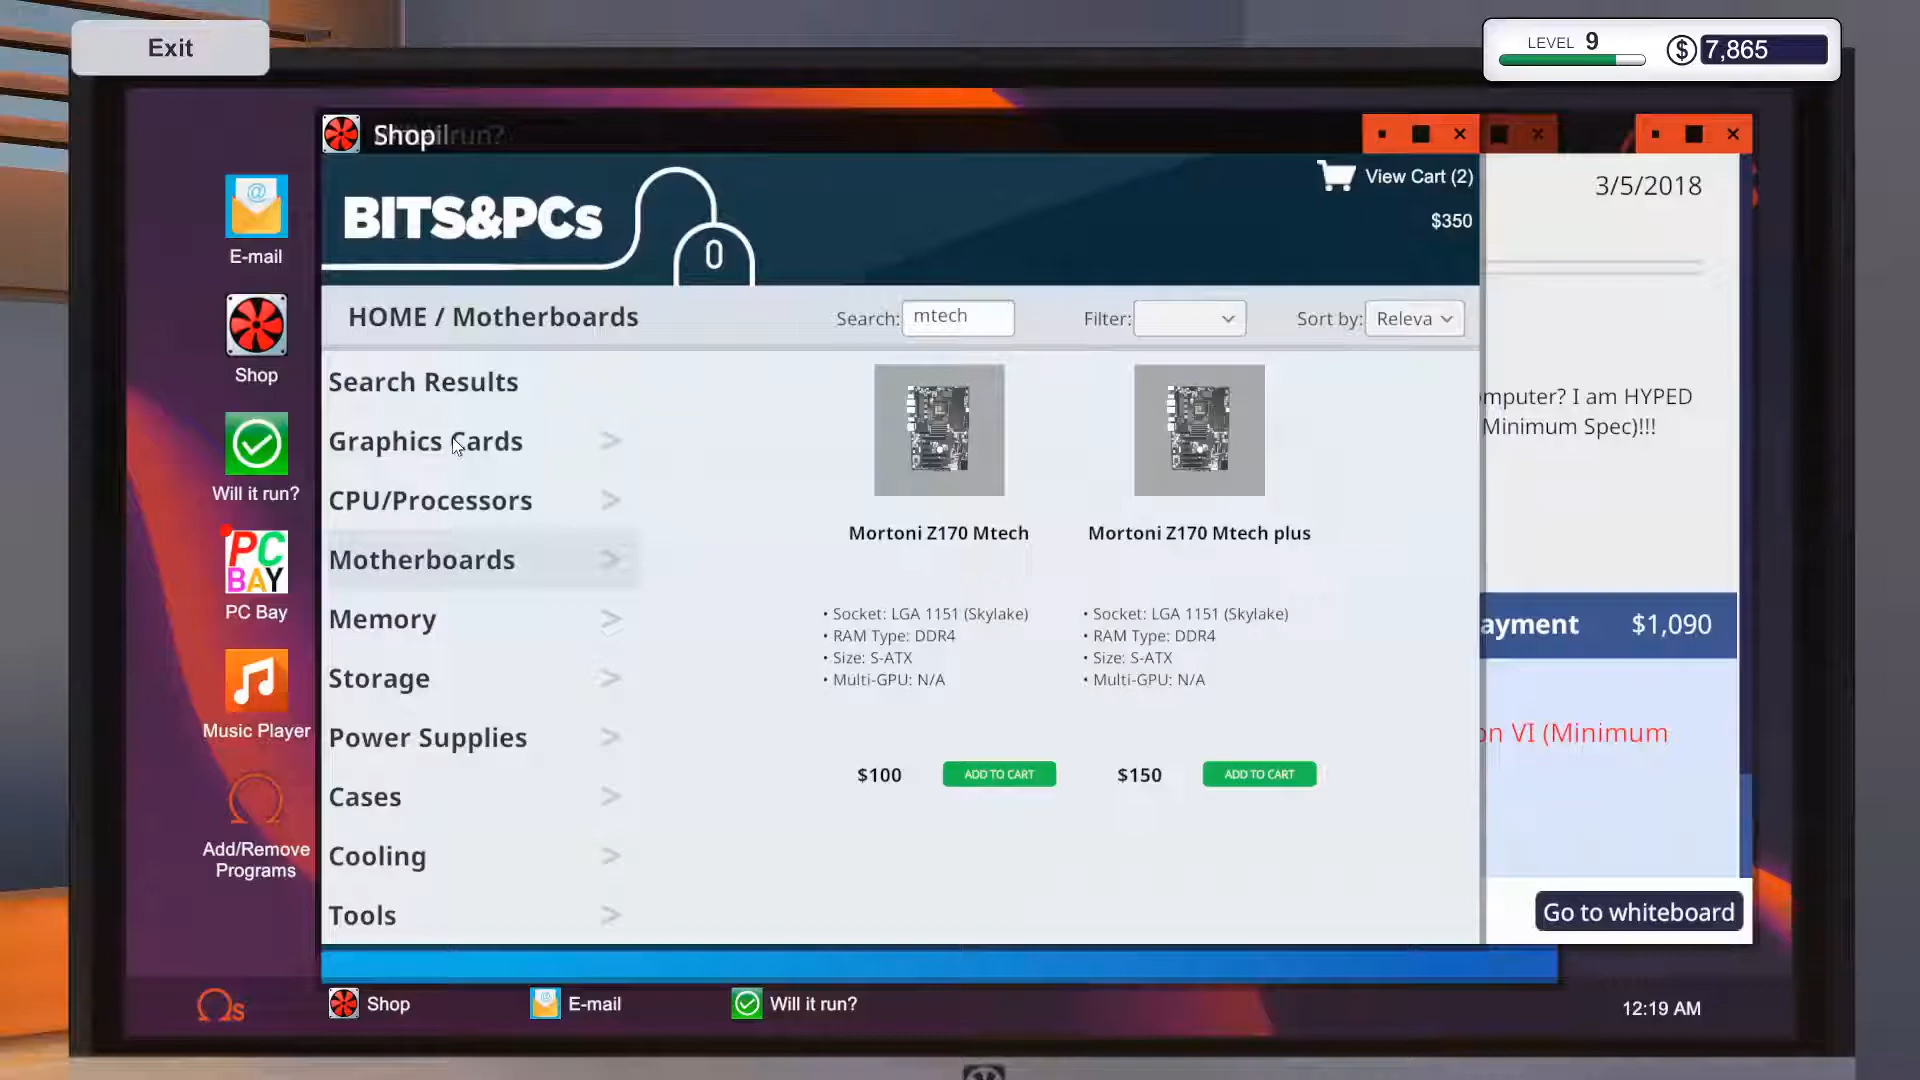 Exit
LEVEL 9
$ 7,865
Shop
il run?
BITS&PCs
View Cart (2)
$350
3/5/2018
HOME / Motherboards
Search: mtech
Filter:
Sort by: Releva
Search Results
Graphics Cards >
CPU/Processors >
Motherboards >
Memory >
Storage >
Power Supplies >
Cases >
Cooling >
Tools >
Mortoni Z170 Mtech
• Socket: LGA 1151 (Skylake)
• RAM Type: DDR4
• Size: S-ATX
• Multi-GPU: N/A
$100
ADD TO CART
Mortoni Z170 Mtech plus
• Socket: LGA 1151 (Skylake)
• RAM Type: DDR4
• Size: S-ATX
• Multi-GPU: N/A
$150
ADD TO CART
mputer? I am HYPED
Minimum Spec)!!!
ayment $1,090
on VI (Minimum
Go to whiteboard
E-mail
Shop
Will it run?
PC
BAY
PC Bay
Music Player
Add/Remove
Programs
Ωs
Shop
E-mail
Will it run?
12:19 AM